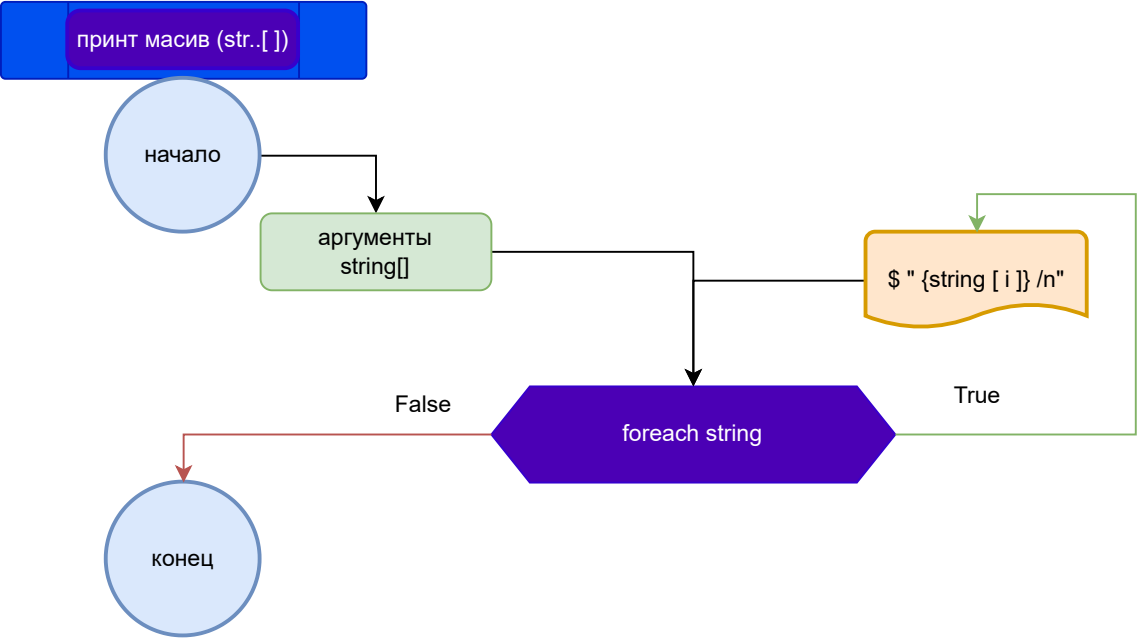 принт масив (str..[ ])
начало
аргументы
string[]
$ " {string [ i ]} /n"
True
False
foreach string
конец